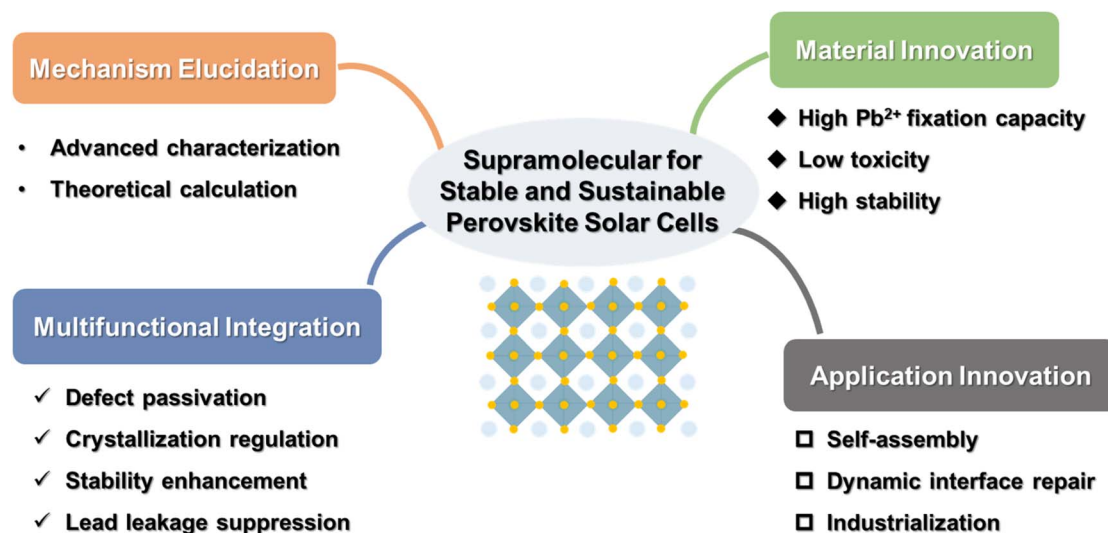 Mechanism Elucidation
• Advanced characterization
• Theoretical calculation
Material Innovation
◆ High Pb²⁺ fixation capacity
◆ Low toxicity
◆ High stability
Supramolecular for
Stable and Sustainable
Perovskite Solar Cells
Multifunctional Integration
✓ Defect passivation
✓ Crystallization regulation
✓ Stability enhancement
✓ Lead leakage suppression
Application Innovation
□ Self-assembly
□ Dynamic interface repair
□ Industrialization